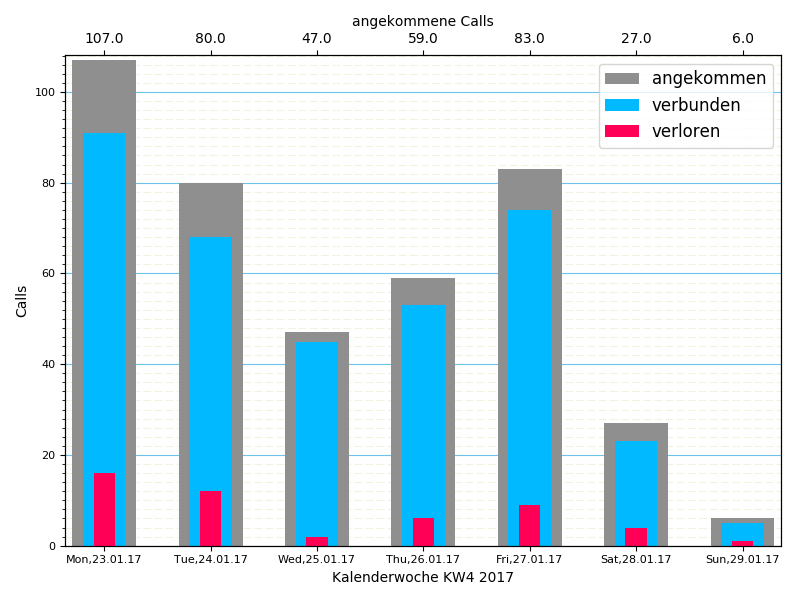 angekommene Calls
107.0 80.0 47.0 59.0 83.0 27.0 6.0
angekommen
verbunden
verloren
100
80
60
40
20
0
Calls
Mon,23.01.17 Tue,24.01.17 Wed,25.01.17 Thu,26.01.17 Fri,27.01.17 Sat,28.01.17 Sun,29.01.17
Kalenderwoche KW4 2017